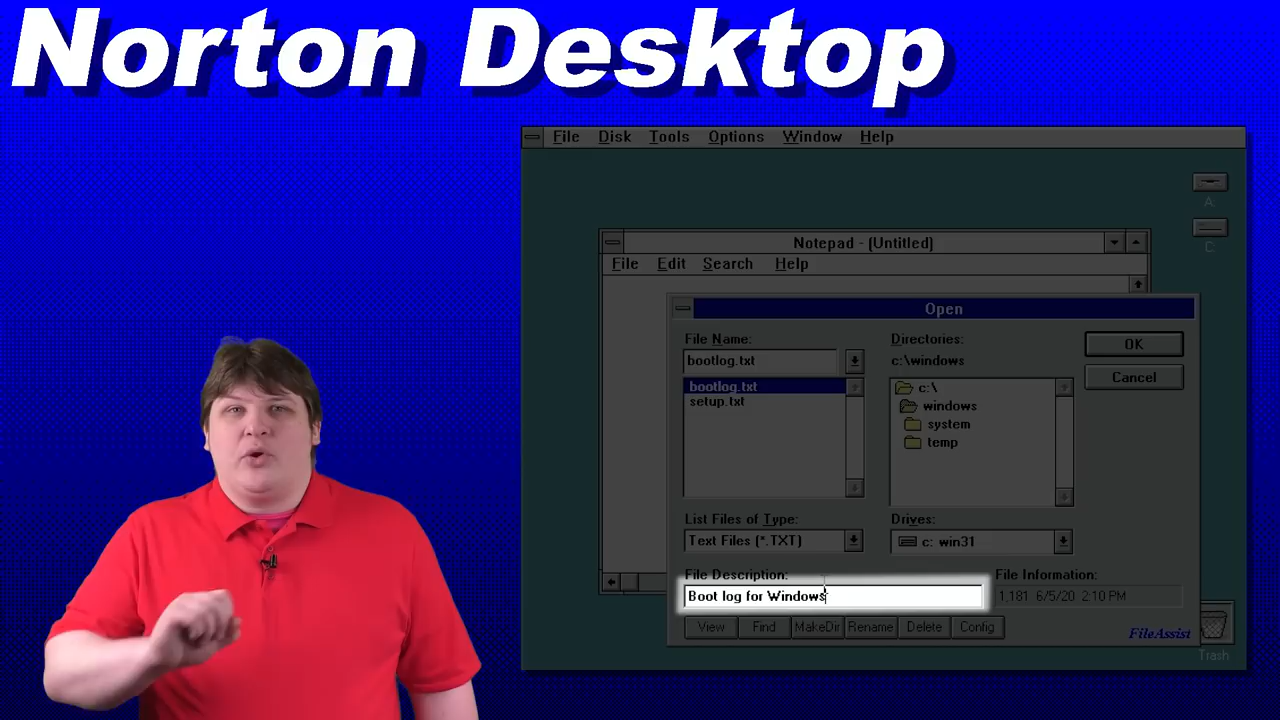 Norton Desktop
File Disk Tools Options Window Help
A:
C:
Notepad - (Untitled)
File Edit Search Help
Open
File Name:
bootlog.txt
bootlog.txt
setup.txt
Directories:
c:\windows
c:\
windows
system
temp
OK
Cancel
List Files of Type:
Text Files (*.TXT)
Drives:
c: win31
File Description:
Boot log for Windows
File Information:
1,181 6/5/20 2:10 PM
View Find MakeDir Rename Delete Config
FileAssist
Trash